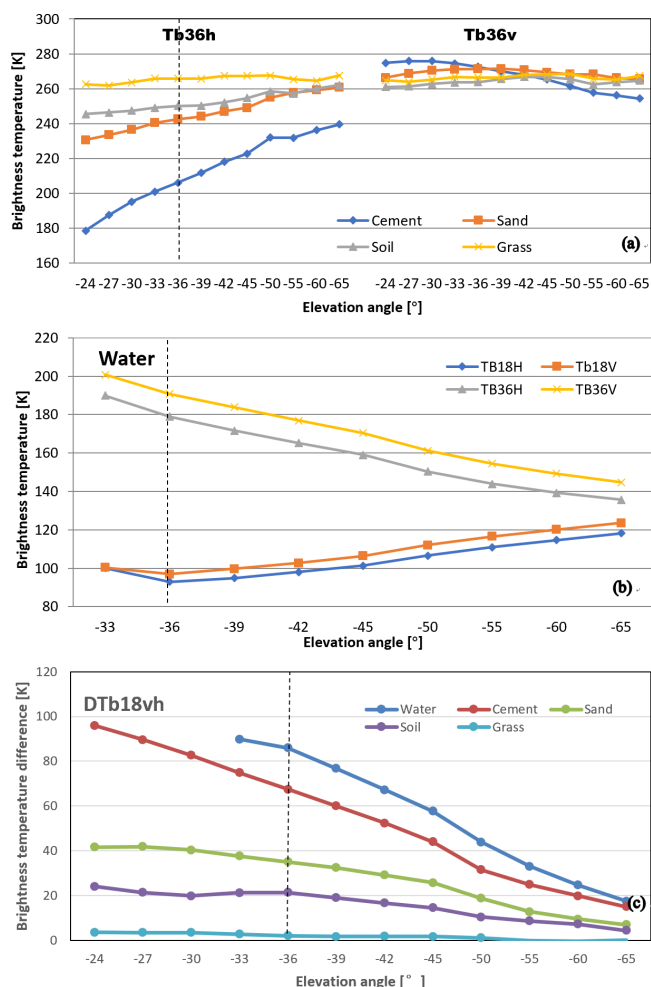 Tb36h Tb36v
Brightness temperature [K]
300
280
260
240
220
200
180
160
Cement Sand
Soil Grass
(a)
-24 -27 -30 -33 -36 -39 -42 -45 -50 -55 -60 -65 -24 -27 -30 -33 -36 -39 -42 -45 -50 -55 -60 -65
Elevation angle [°]
Water
Brightness temperature [K]
220
200
180
160
140
120
100
80
TB18H Tb18V
TB36H TB36V
(b)
-33 -36 -39 -42 -45 -50 -55 -60 -65
Elevation angle [°]
DTb18vh
Brightness temperature difference [K]
120
100
80
60
40
20
0
Water Cement Sand
Soil Grass
(c)
-24 -27 -30 -33 -36 -39 -42 -45 -50 -55 -60 -65
Elevation angle [°]